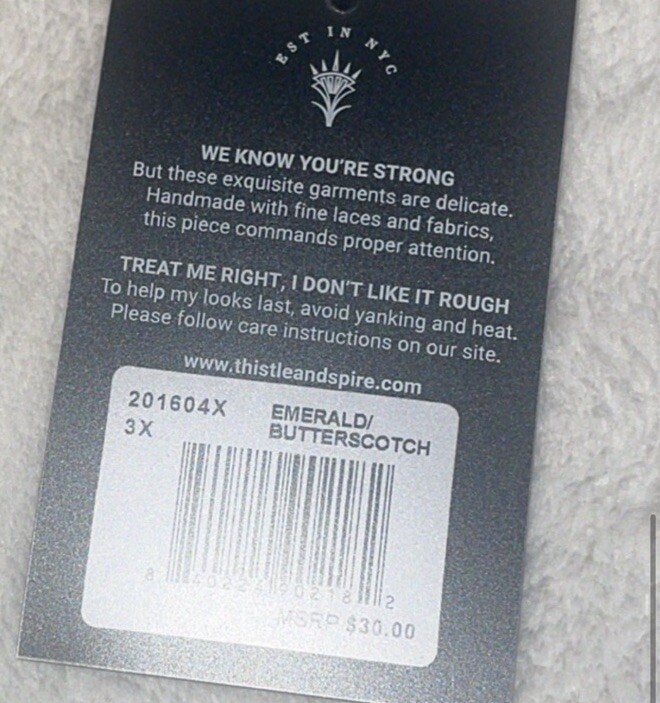 EST IN NYC
WE KNOW YOU'RE STRONG
But these exquisite garments are delicate.
Handmade with fine laces and fabrics,
this piece commands proper attention.
TREAT ME RIGHT, I DON'T LIKE IT ROUGH
To help my looks last, avoid yanking and heat.
Please follow care instructions on our site.
www.thistleandspire.com
201604X EMERALD/
3X BUTTERSCOTCH
8 2
MSRP $30.00